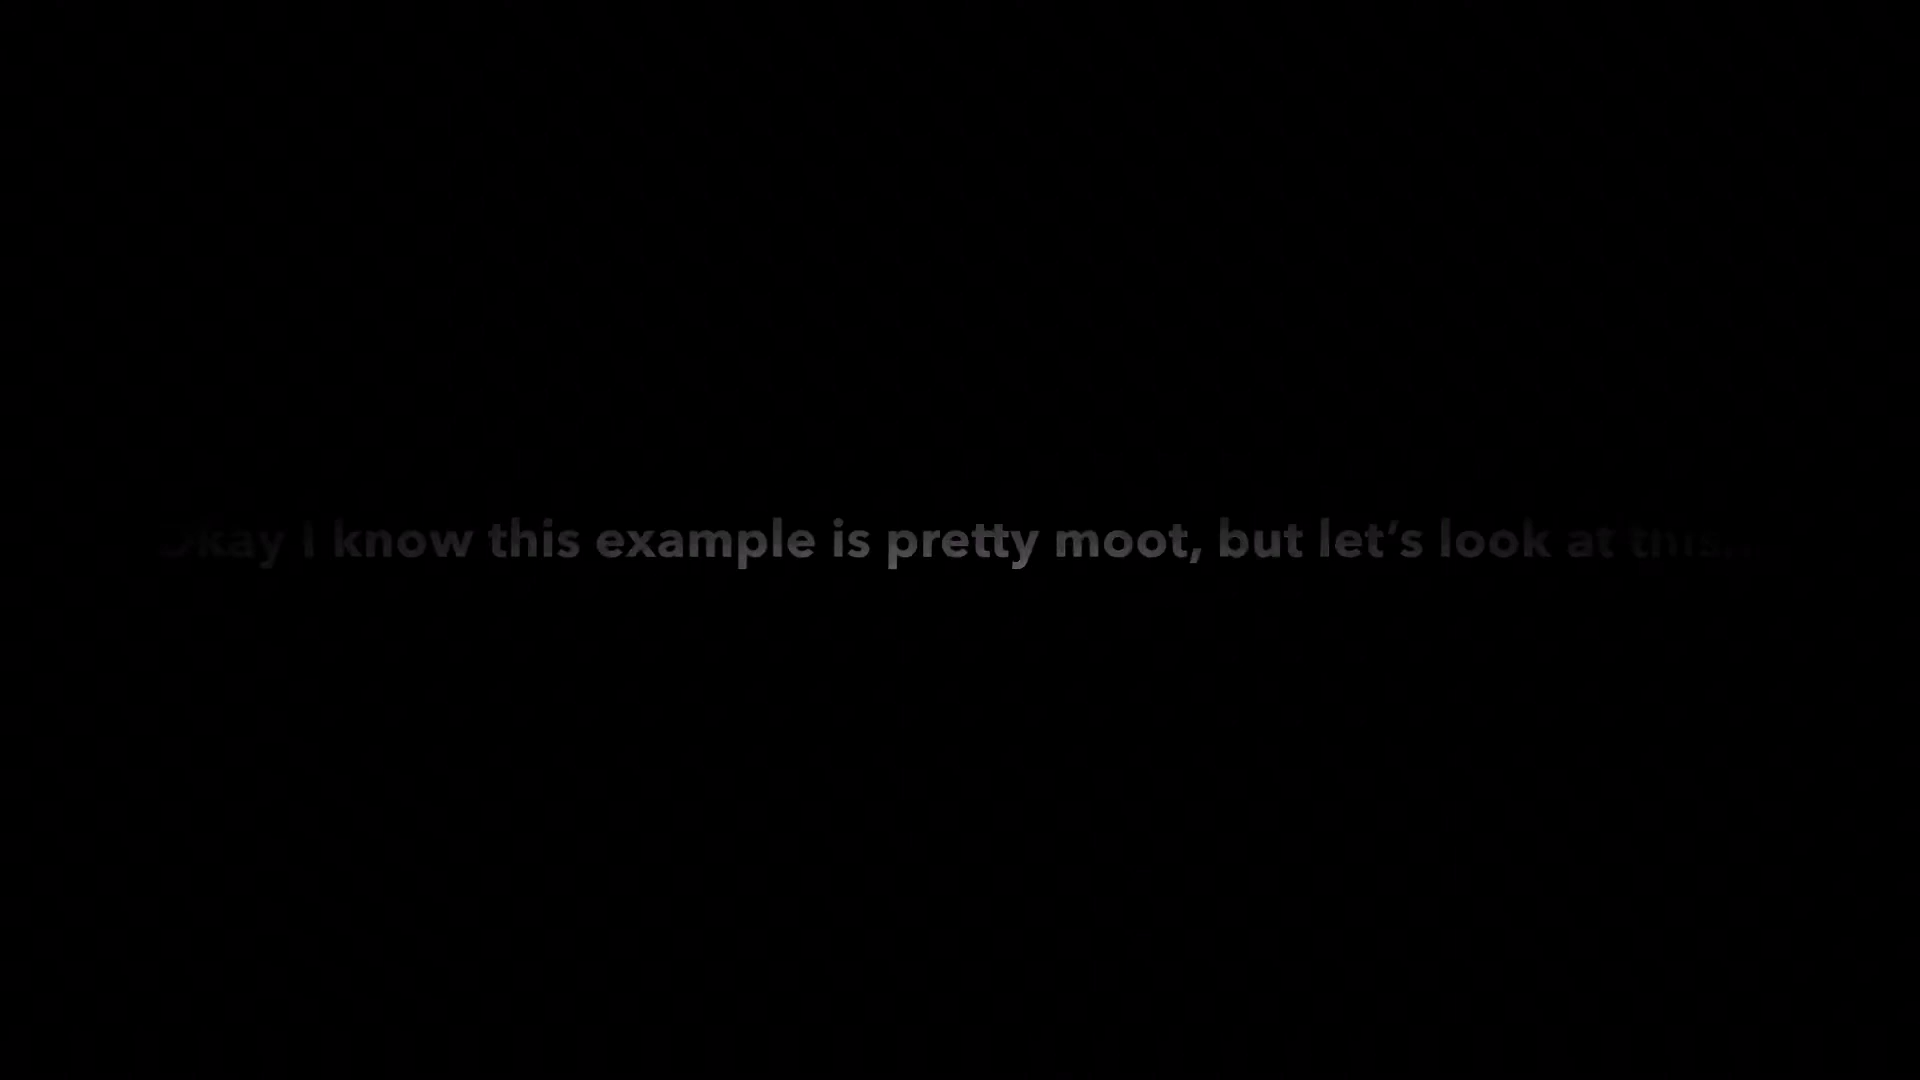 Okay I know this example is pretty moot, but let’s look at this...